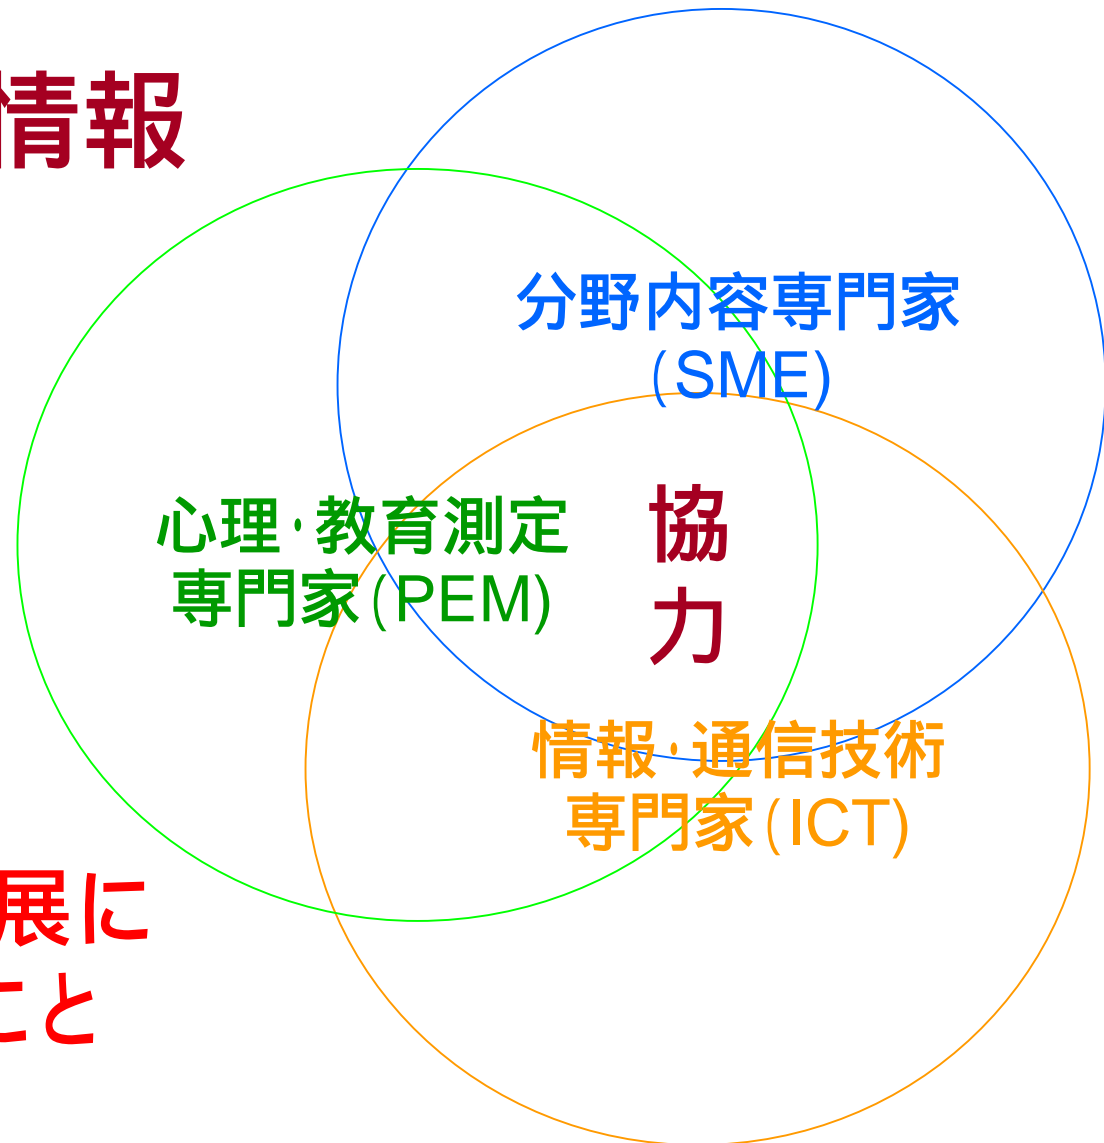 情報
分野内容専門家
(SME)
心理・教育測定
専門家(PEM)
協
力
情報・通信技術
専門家(ICT)
展に
こと